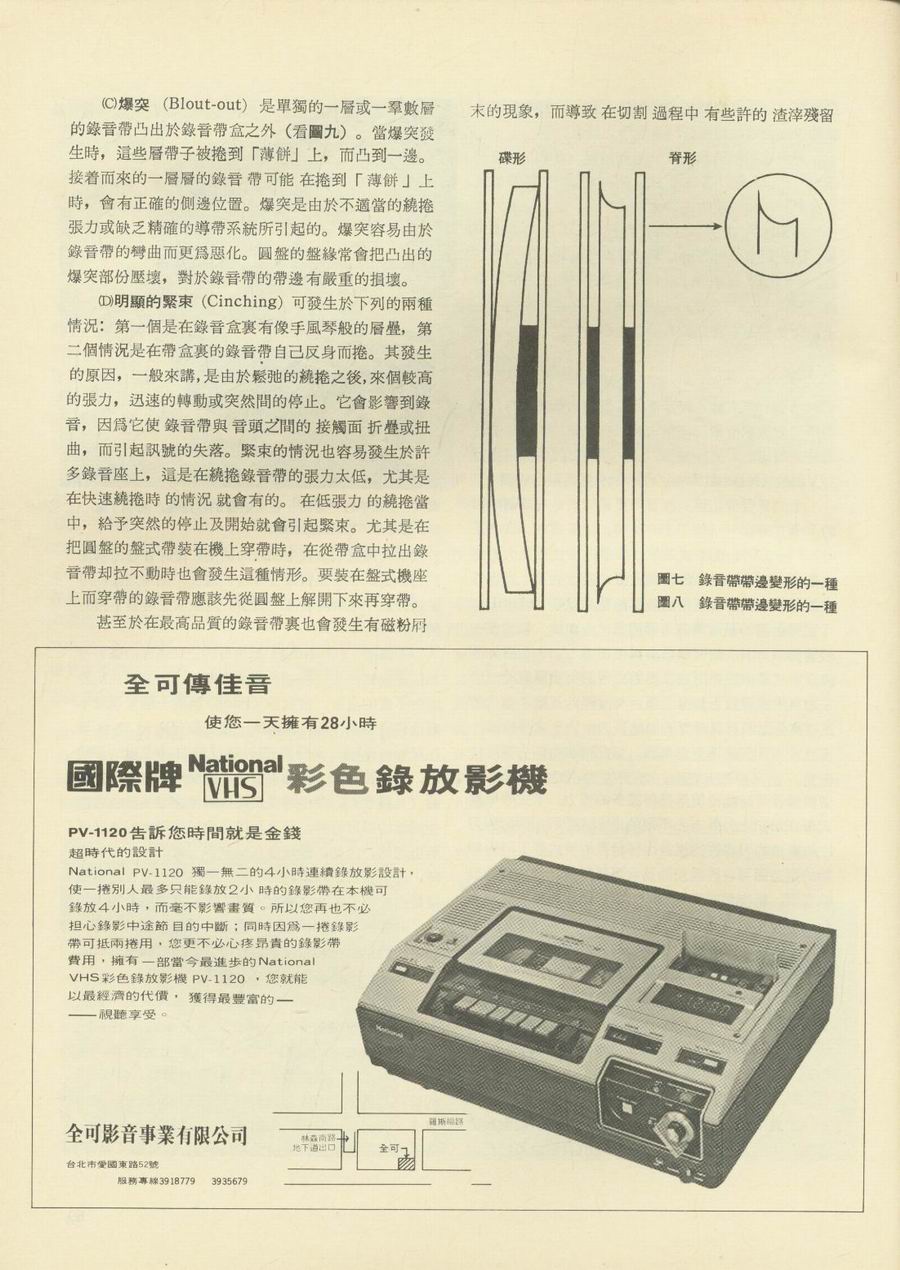 (C)爆突 （Blout-out） 是單獨的一層或一羣數層
的錄音帶凸出於錄音帶盒之外（看圖九）。當爆突發
生時，這些層帶子被捲到「薄餅」上，而凸到一邊。
接着而來的一層層的錄音 帶可能 在捲到「 薄餅 」上
時，會有正確的側邊位置。爆突是由於不適當的繞捲
張力或缺乏精確的導帶系統所引起的。爆突容易由於
錄音帶的彎曲而更爲惡化。圓盤的盤緣常會把凸出的
爆突部份壓壞，對於錄音帶的帶邊有嚴重的損壞。
(D)明顯的緊束（Cinching）可發生於下列的兩種
情況：第一個是在錄音盒裏有像手風琴般的層疊，第
二個情況是在帶盒裏的錄音帶自己反身而捲。其發生
的原因，一般來講，是由於鬆弛的繞捲之後，來個較高
的張力，迅速的轉動或突然間的停止。它會影響到錄
音，因爲它使 錄音帶與 音頭之間的 接觸面 折疊或扭
曲，而引起訊號的失落。緊束的情況也容易發生於許
多錄音座上，這是在繞捲錄音帶的張力太低，尤其是
在快速繞捲時 的情況 就會有的。 在低張力 的繞捲當
中，給予突然的停止及開始就會引起緊束。尤其是在
把圓盤的盤式帶裝在機上穿帶時，在從帶盒中拉出錄
音帶却拉不動時也會發生這種情形。要裝在盤式機座
上而穿帶的錄音帶應該先從圓盤上解開下來再穿帶。
甚至於在最高品質的錄音帶裏也會發生有磁粉屑
末的現象，而導致 在切割 過程中 有些許的 渣滓殘留
碟形
脊形
圖七 錄音帶帶邊變形的一種
圖八 錄音帶帶邊變形的一種
全可傳佳音
使您一天擁有28小時
國際牌 National VHS 彩色錄放影機
PV-1120告訴您時間就是金錢
超時代的設計
National PV-1120 獨一無二的4小時連續錄放影設計，
使一捲別人最多只能錄放2小 時的錄影帶在本機可
錄放4小時，而毫不影響畫質。所以您再也不必
担心錄影中途節目的中斷；同時因爲一捲錄影
帶可抵兩捲用，您更不必心疼昂貴的錄影帶
費用，擁有一部當今最進步的National
VHS彩色錄放影機 PV-1120 ，您就能
以最經濟的代價， 獲得最豐富的—
——視聽享受。
National
全可影音事業有限公司
台北市愛國東路52號
服務專線3918779 3935679
羅斯福路
林森南路
地下道出口
全可